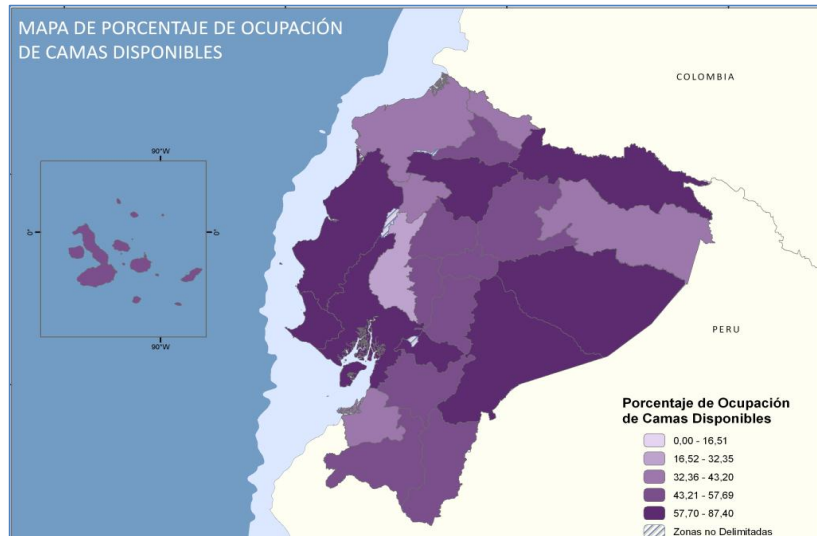 MAPA DE PORCENTAJE DE OCUPACIÓN
DE CAMAS DISPONIBLES
COLOMBIA
90°W
0°
0°
90°W
PERU
Porcentaje de Ocupación
de Camas Disponibles
0,00 - 16,51
16,52 - 32,35
32,36 - 43,20
43,21 - 57,69
57,70 - 87,40
Zonas no Delimitadas